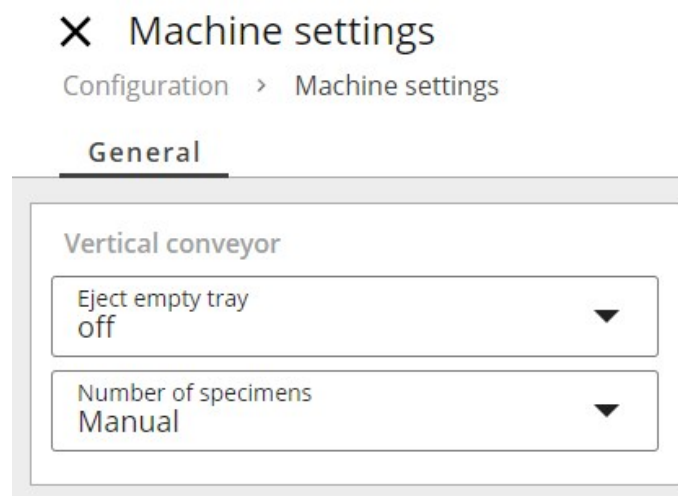 Machine settings
Configuration > Machine settings
General
Vertical conveyor
Eject empty tray
off
Number of specimens
Manual